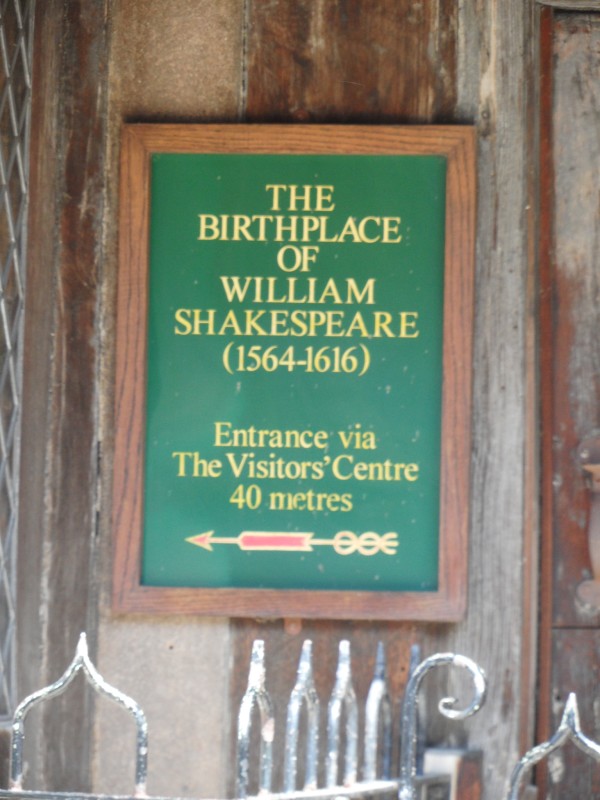 THE
BIRTHPLACE
OF
WILLIAM
SHAKESPEARE
(1564-1616)
Entrance via
The Visitors' Centre
40 metres